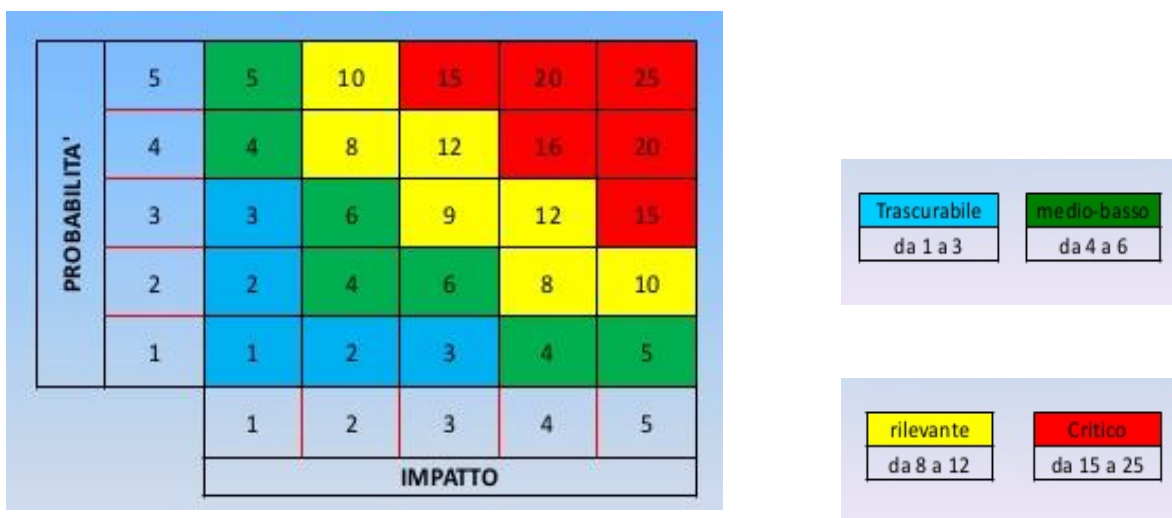 PROBABILITA'
5 5 10 15 20 25
4 4 8 12 16 20
3 3 6 9 12 15
2 2 4 6 8 10
1 1 2 3 4 5
1 2 3 4 5
IMPATTO
Trascurabile medio-basso
da 1 a 3 da 4 a 6
rilevante Critico
da 8 a 12 da 15 a 25